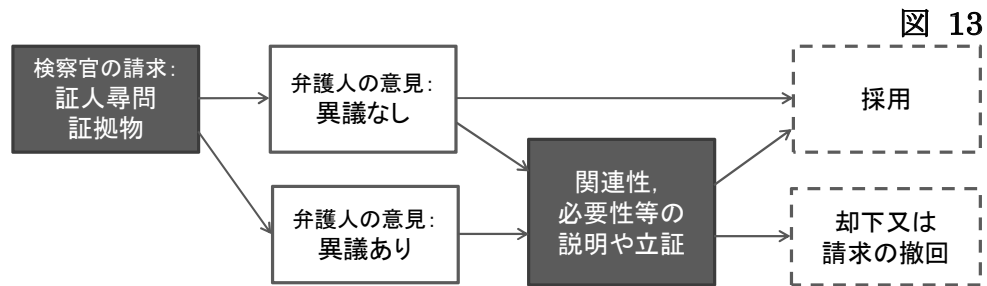 図 13
検察官の請求：
証人尋問
証拠物
弁護人の意見：
異議なし
弁護人の意見：
異議あり
関連性，
必要性等の
説明や立証
採用
却下又は
請求の撤回